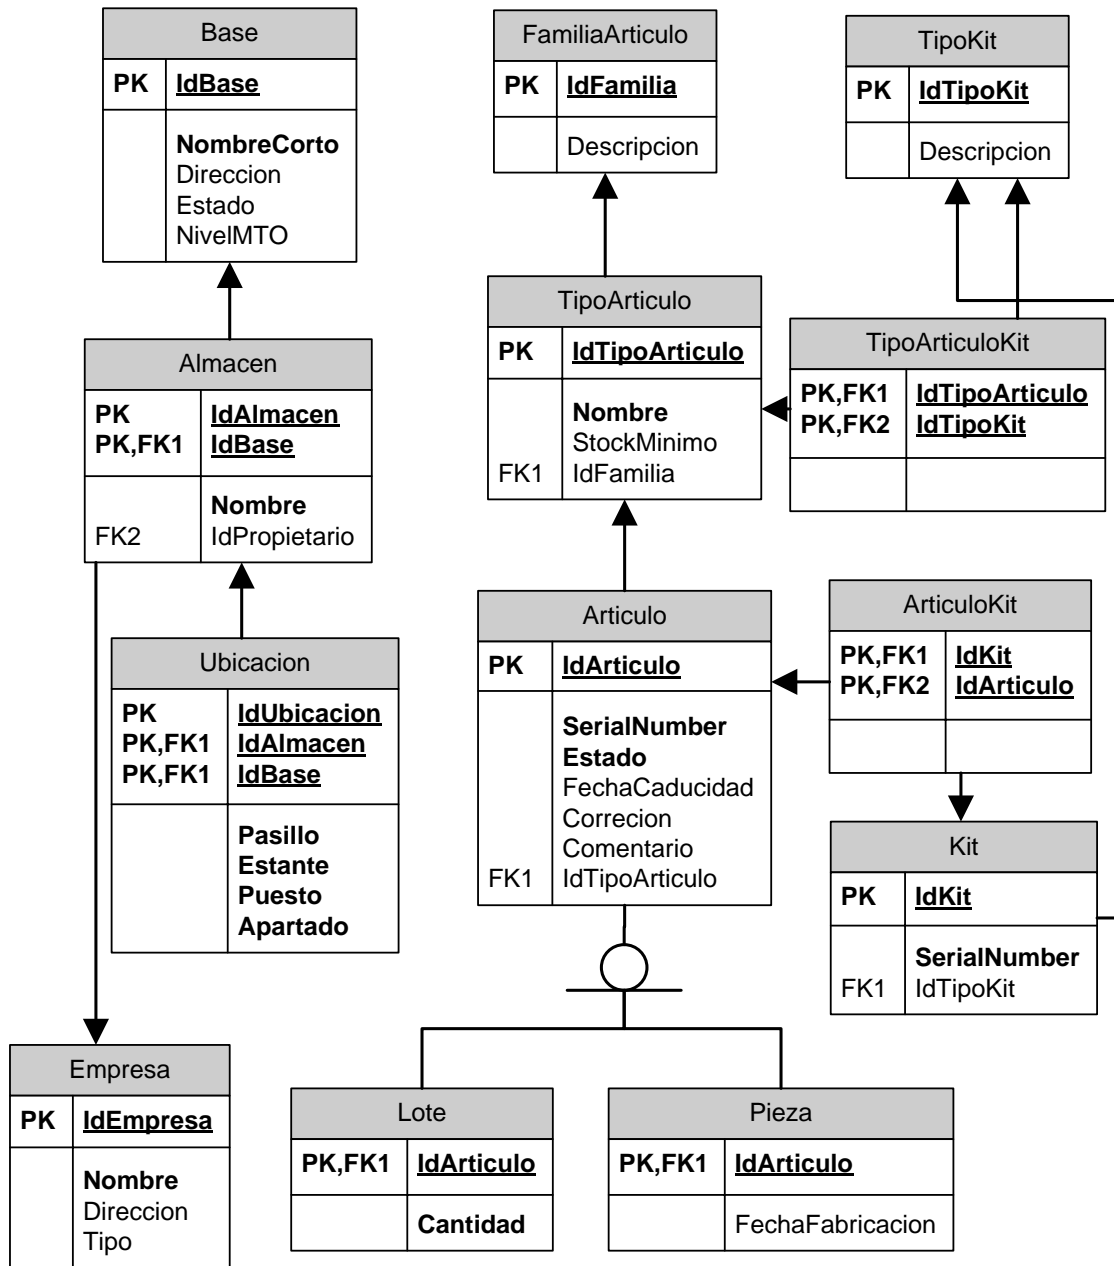 Base
PK IdBase
NombreCorto
Direccion
Estado
NivelMTO
FamiliaArticulo
PK IdFamilia
Descripcion
TipoKit
PK IdTipoKit
Descripcion
TipoArticulo
PK IdTipoArticulo
Nombre
StockMinimo
FK1 IdFamilia
TipoArticuloKit
PK,FK1 IdTipoArticulo
PK,FK2 IdTipoKit
Almacen
PK IdAlmacen
PK,FK1 IdBase
Nombre
FK2 IdPropietario
Ubicacion
PK IdUbicacion
PK,FK1 IdAlmacen
PK,FK1 IdBase
Pasillo
Estante
Puesto
Apartado
Articulo
PK IdArticulo
SerialNumber
Estado
FechaCaducidad
Correcion
Comentario
FK1 IdTipoArticulo
ArticuloKit
PK,FK1 IdKit
PK,FK2 IdArticulo
Kit
PK IdKit
SerialNumber
FK1 IdTipoKit
Empresa
PK IdEmpresa
Nombre
Direccion
Tipo
Lote
PK,FK1 IdArticulo
Cantidad
Pieza
PK,FK1 IdArticulo
FechaFabricacion